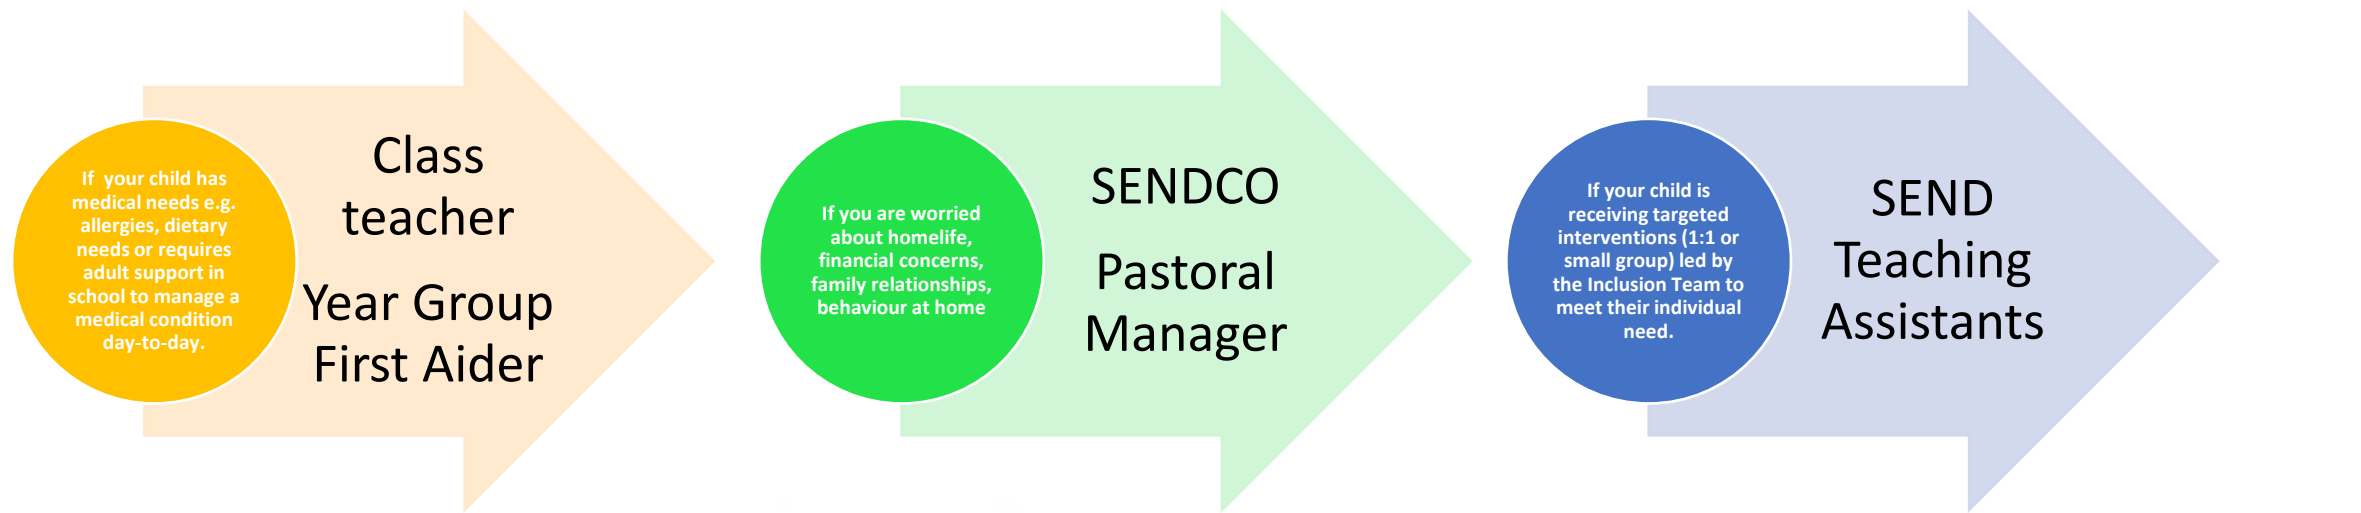 If your child has
medical needs e.g.
allergies, dietary
needs or requires
adult support in
school to manage a
medical condition
day-to-day.
Class
teacher
Year Group
First Aider
If you are worried
about homelife,
financial concerns,
family relationships,
behaviour at home
SENDCO
Pastoral
Manager
If your child is
receiving targeted
interventions (1:1 or
small group) led by
the Inclusion Team to
meet their individual
need.
SEND
Teaching
Assistants